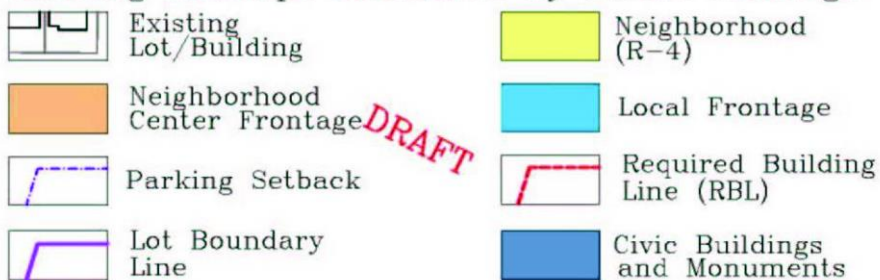 Existing
Lot/Building
Neighborhood
Center Frontage
Parking Setback
Lot Boundary
Line
DRAFT
Neighborhood
(R-4)
Local Frontage
Required Building
Line (RBL)
Civic Buildings
and Monuments